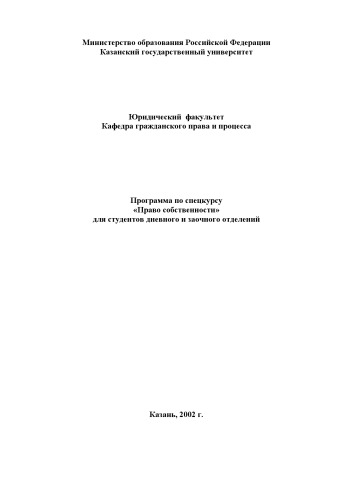 Министерство образования Российской Федерации
Казанский государственный университет
Юридический факультет
Кафедра гражданского права и процесса
Программа по спецкурсу
«Право собственности»
для студентов дневного и заочного отделений
Казань, 2002 г.